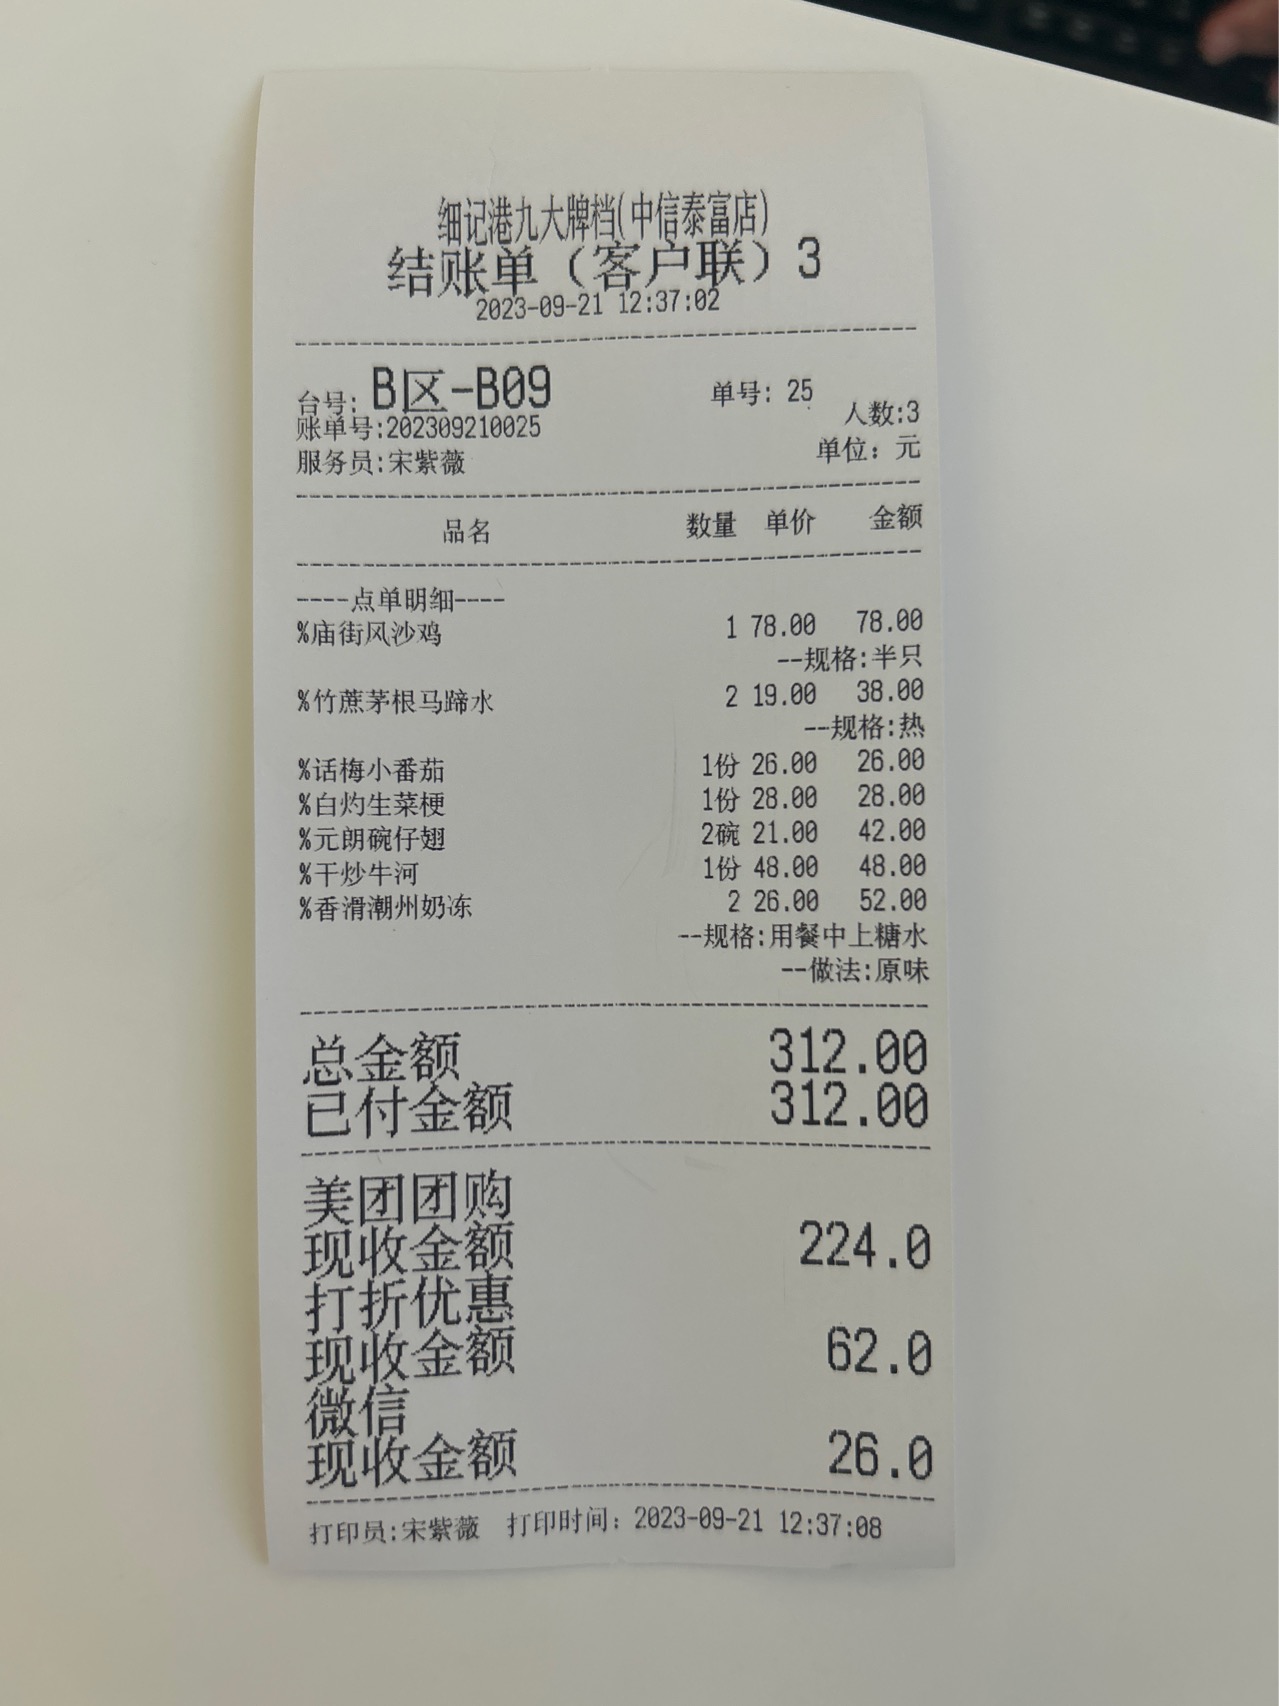 细记港九大牌档(中信泰富店)
结账单（客户联）3
2023-09-21 12:37:02
台号: B区-B09 单号: 25
人数:3
账单号:202309210025
单位: 元
服务员:宋紫薇
品名 数量 单价 金额
----点单明细----
%庙街风沙鸡 1 78.00 78.00
--规格:半只
%竹蔗茅根马蹄水 2 19.00 38.00
--规格:热
%话梅小番茄 1份 26.00 26.00
%白灼生菜梗 1份 28.00 28.00
%元朗碗仔翅 2碗 21.00 42.00
%干炒牛河 1份 48.00 48.00
%香滑潮州奶冻 2 26.00 52.00
--规格:用餐中上糖水
--做法:原味
总金额 312.00
已付金额 312.00
美团团购
现收金额 224.0
打折优惠
现收金额 62.0
微信
现收金额 26.0
打印员:宋紫薇 打印时间: 2023-09-21 12:37:08